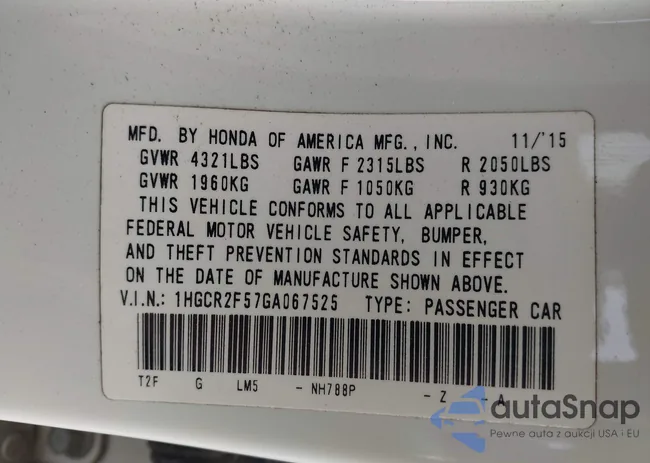 MFD. BY HONDA OF AMERICA MFG., INC. 11/'15
GVWR 4321LBS GAWR F 2315LBS R 2050LBS
GVWR 1960KG GAWR F 1050KG R 930KG
THIS VEHICLE CONFORMS TO ALL APPLICABLE
FEDERAL MOTOR VEHICLE SAFETY, BUMPER,
AND THEFT PREVENTION STANDARDS IN EFFECT
ON THE DATE OF MANUFACTURE SHOWN ABOVE.
V.I.N.: 1HGCR2F57GA067525 TYPE: PASSENGER CAR
T2F G LM5 - NH788P - Z - A
autaSnap
Pewne auta z aukcji USA i EU